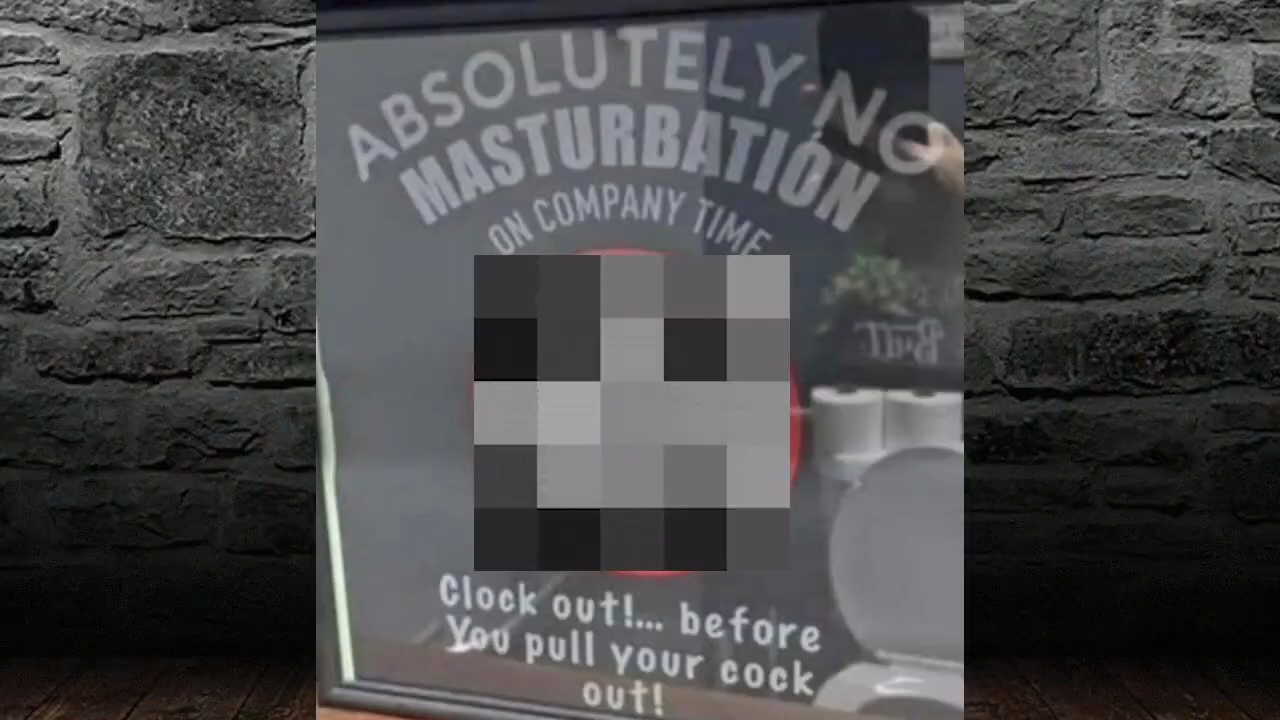 ABSOLUTELY NO
MASTURBATION
ON COMPANY TIME
Clock out!... before
You pull your cock
out!